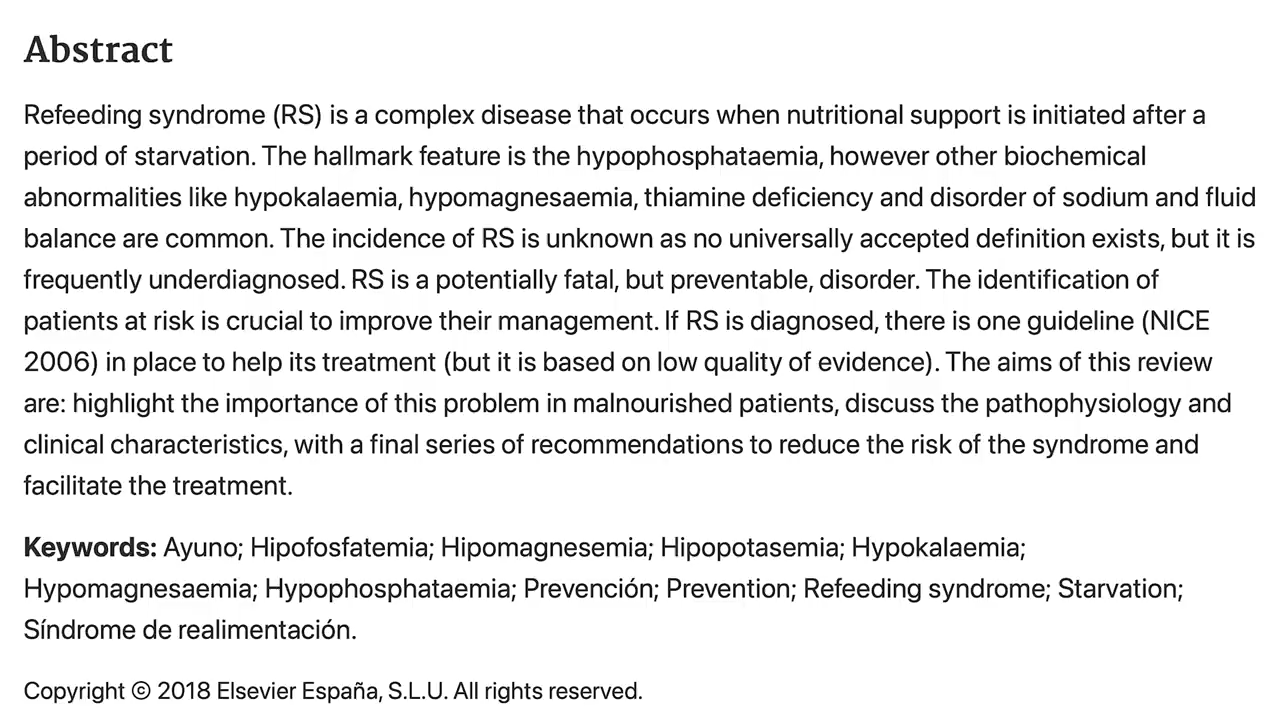 Abstract
Refeeding syndrome (RS) is a complex disease that occurs when nutritional support is initiated after a
period of starvation. The hallmark feature is the hypophosphataemia, however other biochemical
abnormalities like hypokalaemia, hypomagnesaemia, thiamine deficiency and disorder of sodium and fluid
balance are common. The incidence of RS is unknown as no universally accepted definition exists, but it is
frequently underdiagnosed. RS is a potentially fatal, but preventable, disorder. The identification of
patients at risk is crucial to improve their management. If RS is diagnosed, there is one guideline (NICE
2006) in place to help its treatment (but it is based on low quality of evidence). The aims of this review
are: highlight the importance of this problem in malnourished patients, discuss the pathophysiology and
clinical characteristics, with a final series of recommendations to reduce the risk of the syndrome and
facilitate the treatment.
Keywords: Ayuno; Hipofosfatemia; Hipomagnesemia; Hipopotasemia; Hypokalaemia;
Hypomagnesaemia; Hypophosphataemia; Prevención; Prevention; Refeeding syndrome; Starvation;
Síndrome de realimentación.
Copyright © 2018 Elsevier España, S.L.U. All rights reserved.